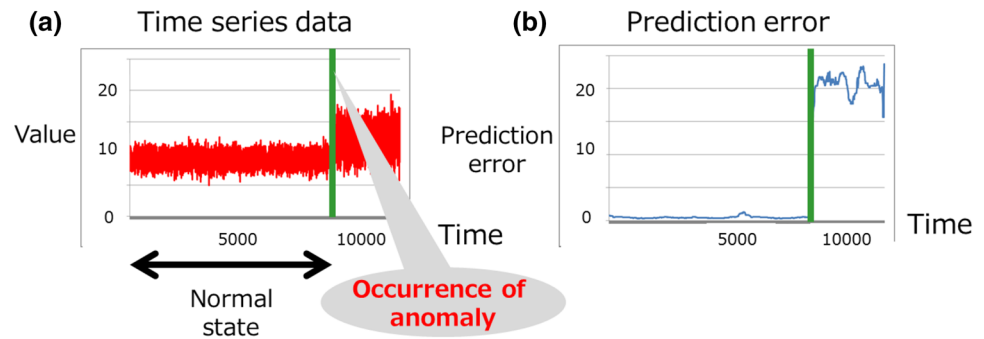 (a)
Time series data
Value
20
10
0
5000
10000
Time
Normal
state
Occurrence of
anomaly
(b)
Prediction error
Prediction
error
20
10
0
5000
10000
Time